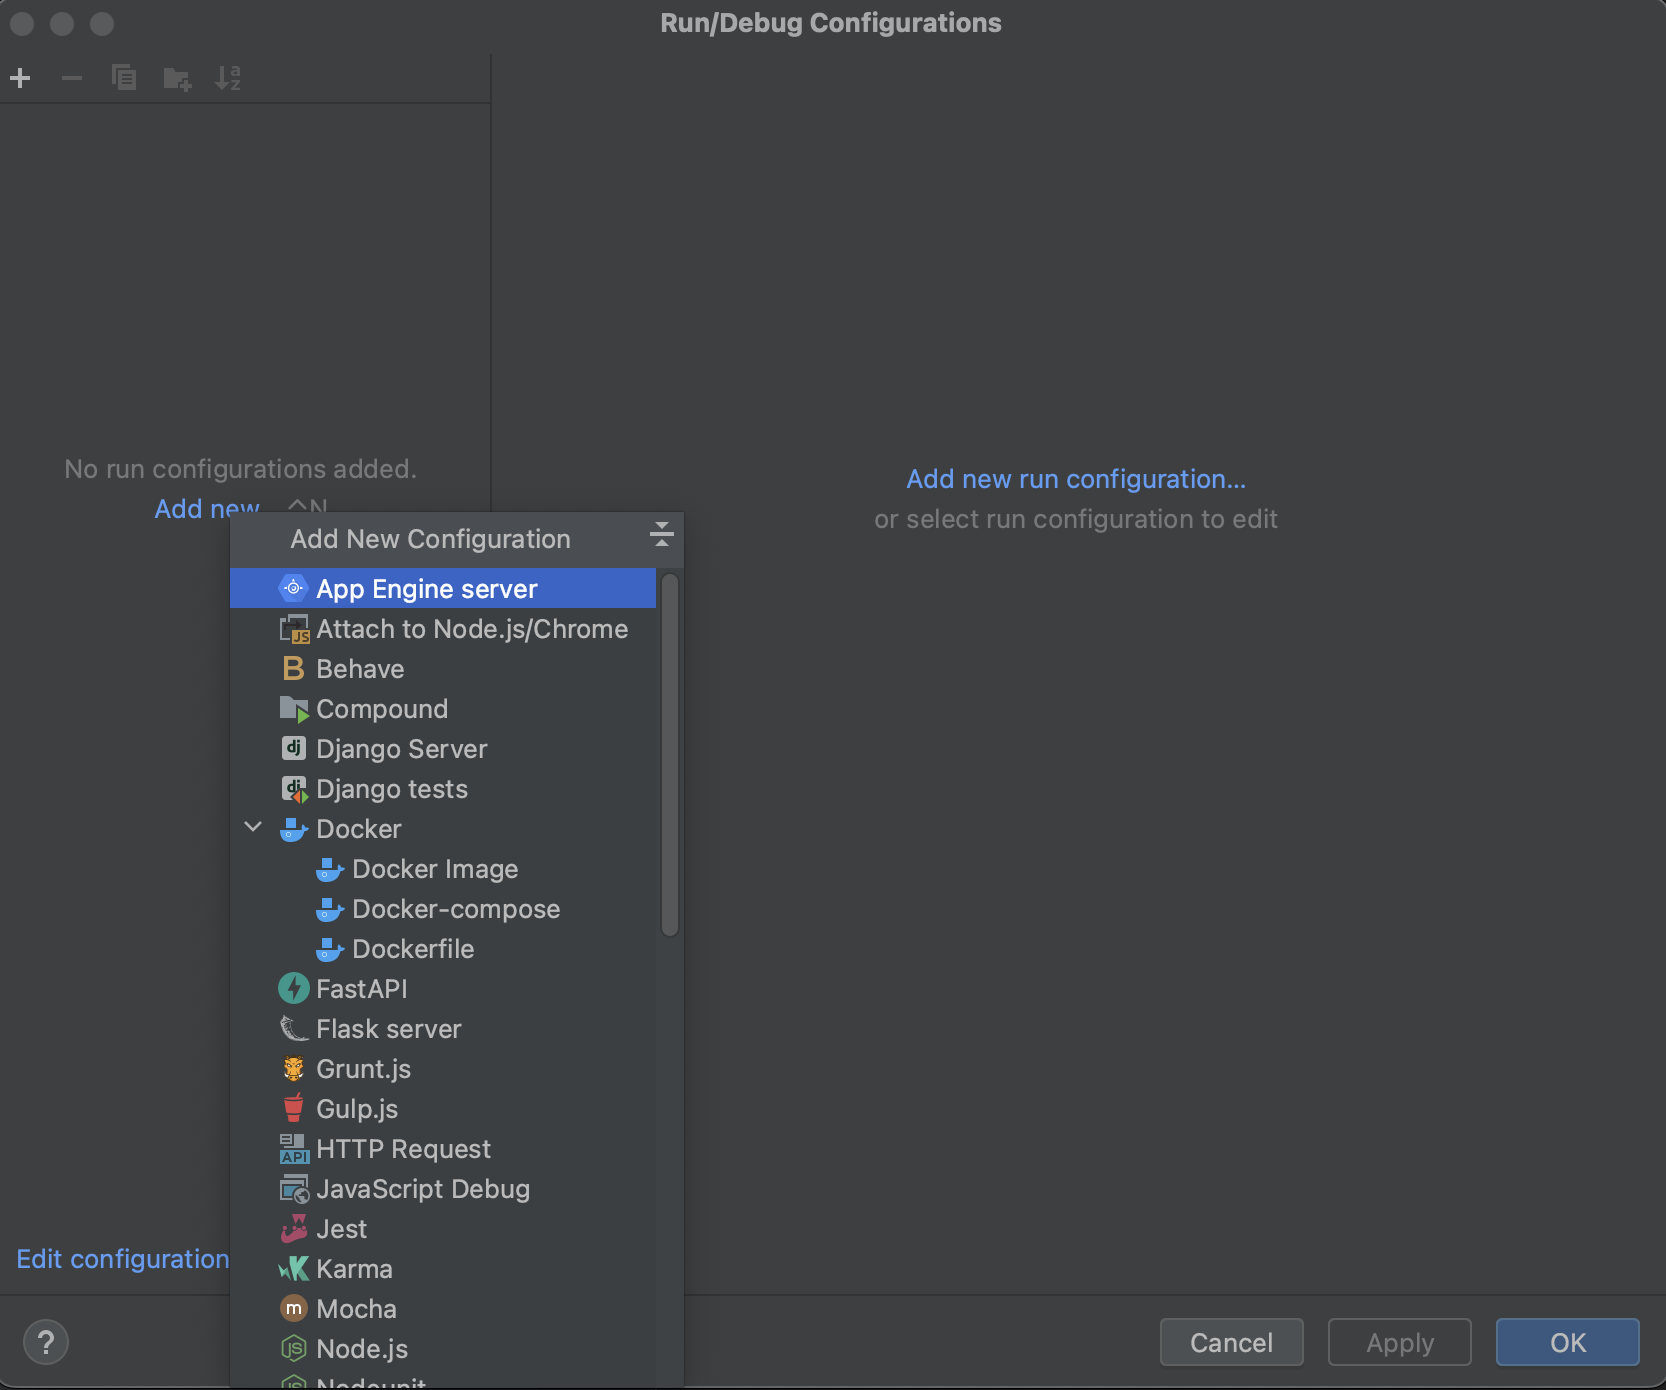 Run/Debug Configurations
No run configurations added.
Add new... ^N
Add new run configuration...
or select run configuration to edit
Add New Configuration
App Engine server
Attach to Node.js/Chrome
Behave
Compound
Django Server
Django tests
Docker
Docker Image
Docker-compose
Dockerfile
FastAPI
Flask server
Grunt.js
Gulp.js
HTTP Request
JavaScript Debug
Jest
Karma
Mocha
Node.js
Nodeunit
Edit configuration
?
Cancel
Apply
OK